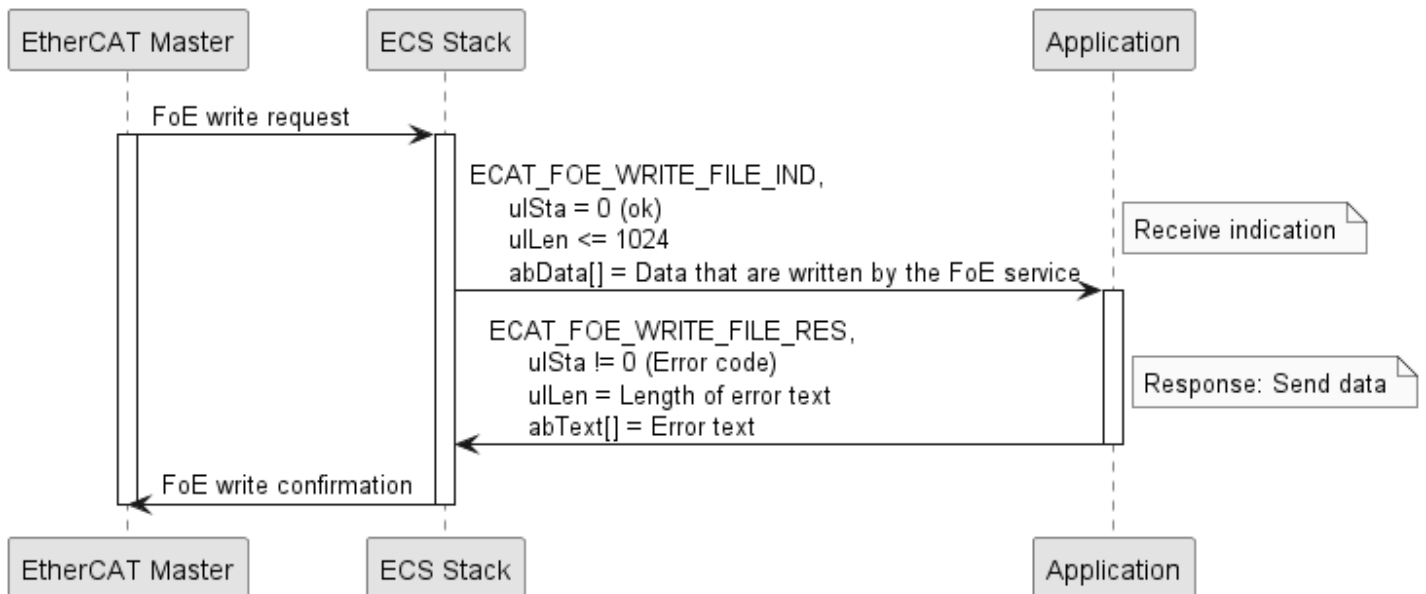 EtherCAT Master
ECS Stack
Application
FoE write request
ECAT_FOE_WRITE_FILE_IND,
ulSta = 0 (ok)
ulLen <= 1024
abData[] = Data that are written by the FoE service
Receive indication
ECAT_FOE_WRITE_FILE_RES,
ulSta != 0 (Error code)
ulLen = Length of error text
abText[] = Error text
Response: Send data
FoE write confirmation
EtherCAT Master
ECS Stack
Application